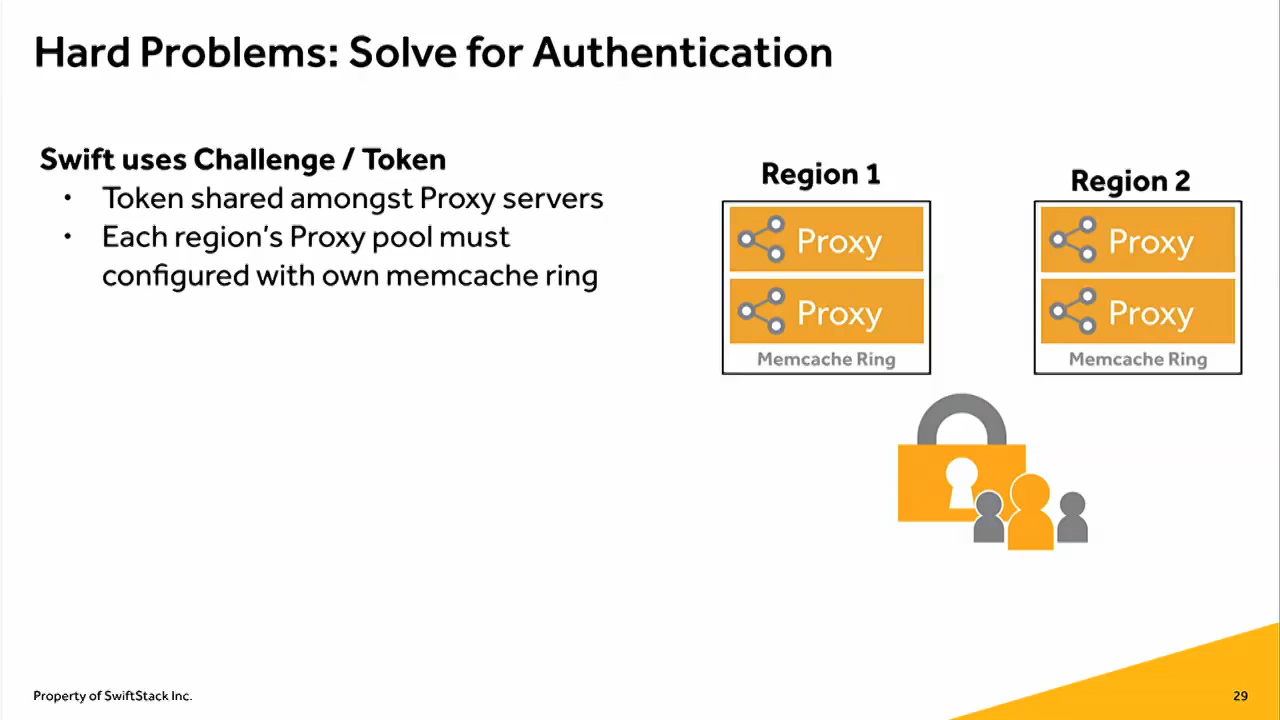 Hard Problems: Solve for Authentication
Swift uses Challenge / Token
• Token shared amongst Proxy servers
• Each region's Proxy pool must
configured with own memcache ring
Region 1
Proxy
Proxy
Memcache Ring
Region 2
Proxy
Proxy
Memcache Ring
Property of SwiftStack Inc.
29